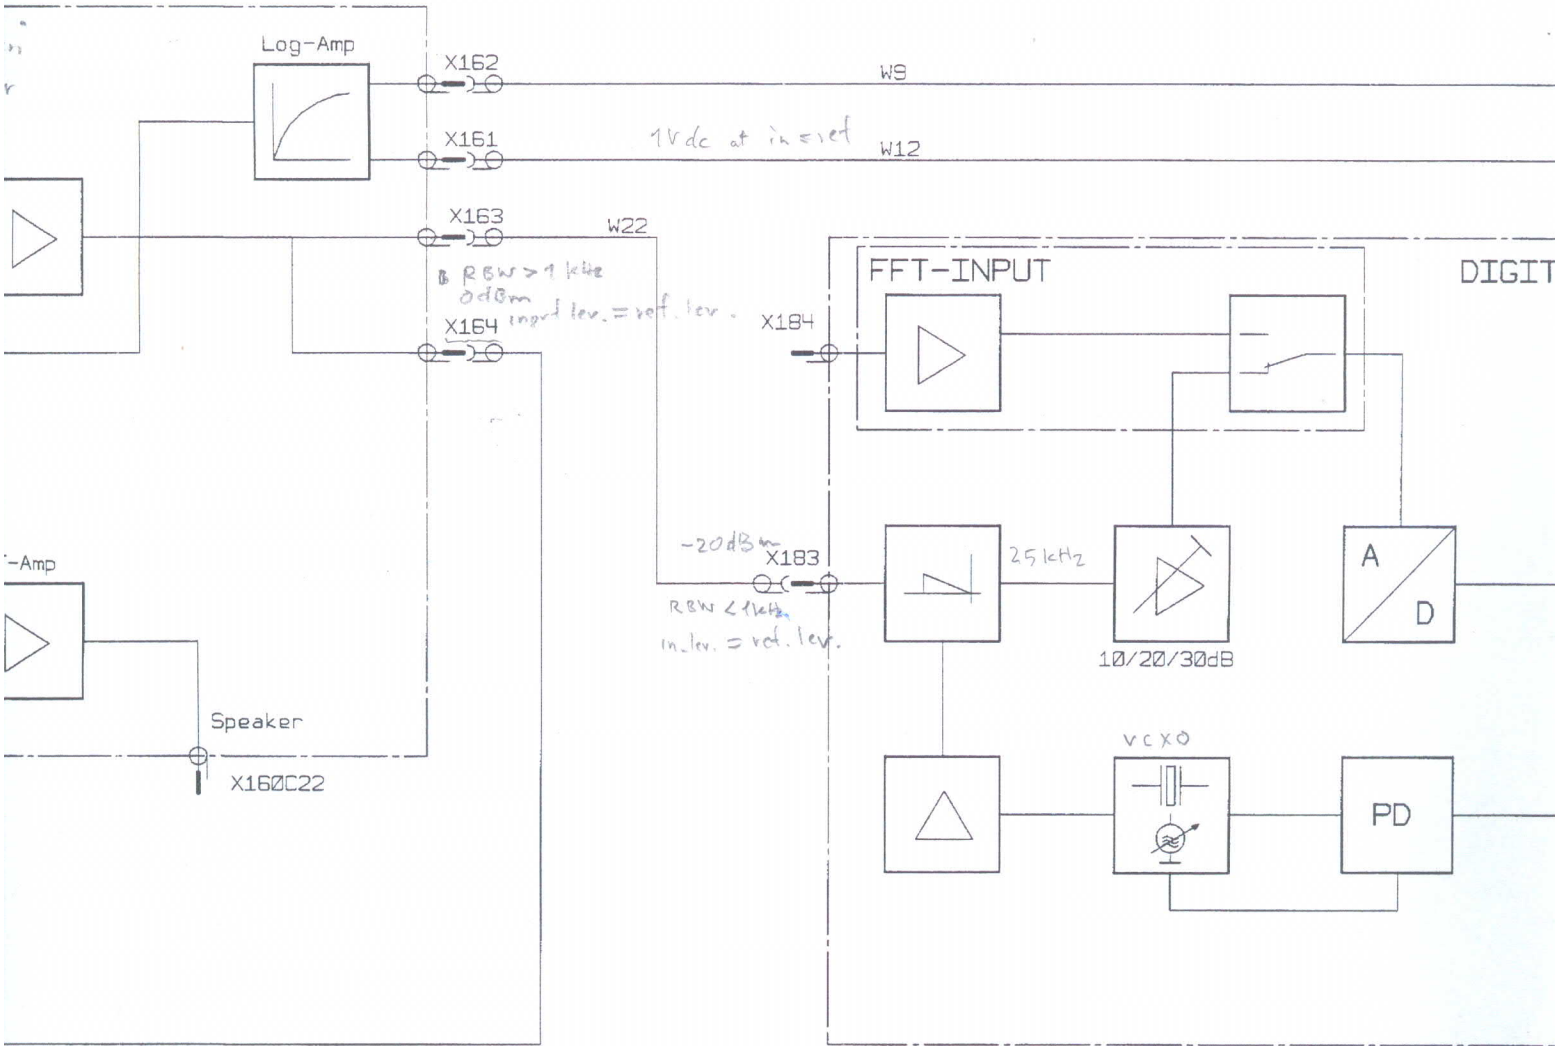 Log-Amp
X162
W9
X161
1Vdc at in = ref
W12
X163
W22
RBW > 1 kHz
0dBm
input lev. = ref. lev.
X164
FFT-INPUT
DIGIT
X184
-20dBm
X183
25kHz
RBW < 1kHz
in.lev. = ref. lev.
A
D
10/20/30dB
-Amp
Speaker
X160C22
VCXO
PD